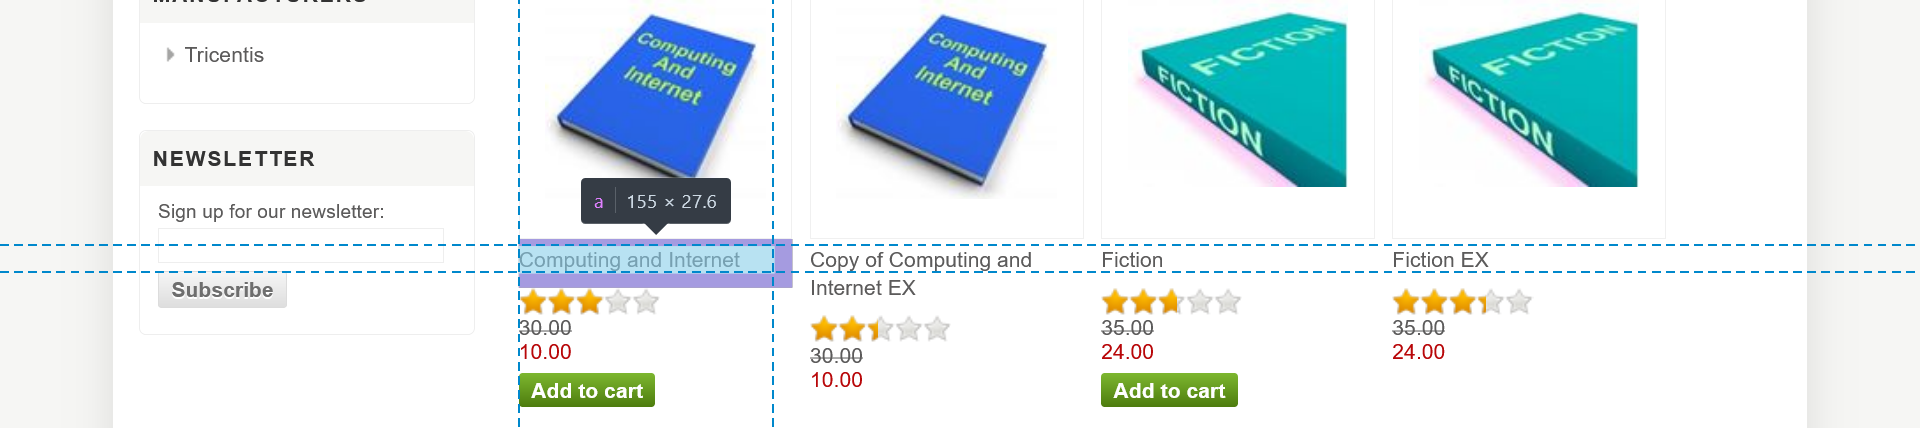 MANUFACTURERS
Tricentis
NEWSLETTER
Sign up for our newsletter:
Subscribe
Computing
And
Internet
Computing
And
Internet
FICTION
FICTION
FICTION
FICTION
a 155 × 27.6
Computing and Internet
30.00
10.00
Add to cart
Copy of Computing and
Internet EX
30.00
10.00
Fiction
35.00
24.00
Add to cart
Fiction EX
35.00
24.00